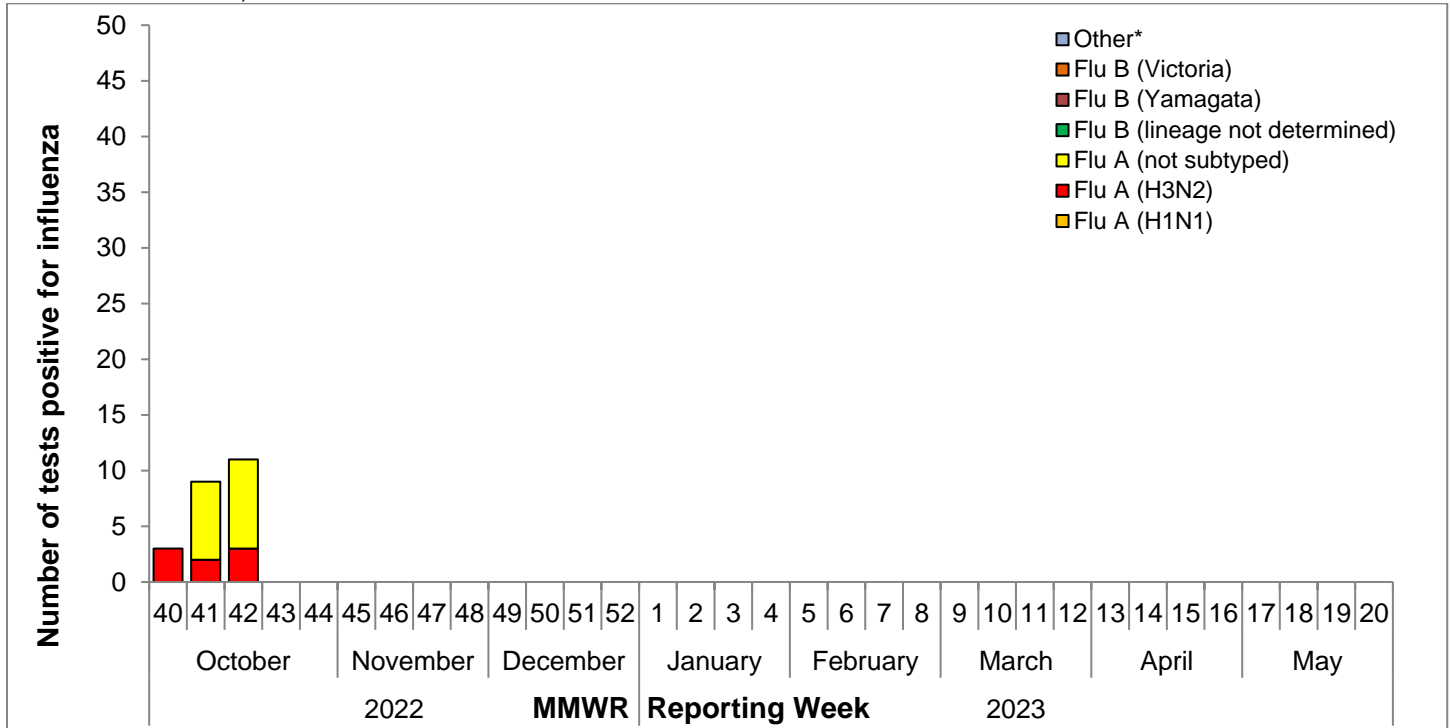 50
45
40
35
30
25
20
15
10
5
0
Number of tests positive for influenza
Other*
Flu B (Victoria)
Flu B (Yamagata)
Flu B (lineage not determined)
Flu A (not subtyped)
Flu A (H3N2)
Flu A (H1N1)
40 41 42 43 44 45 46 47 48 49 50 51 52 1 2 3 4 5 6 7 8 9 10 11 12 13 14 15 16 17 18 19 20
October November December January February March April May
2022 MMWR Reporting Week 2023